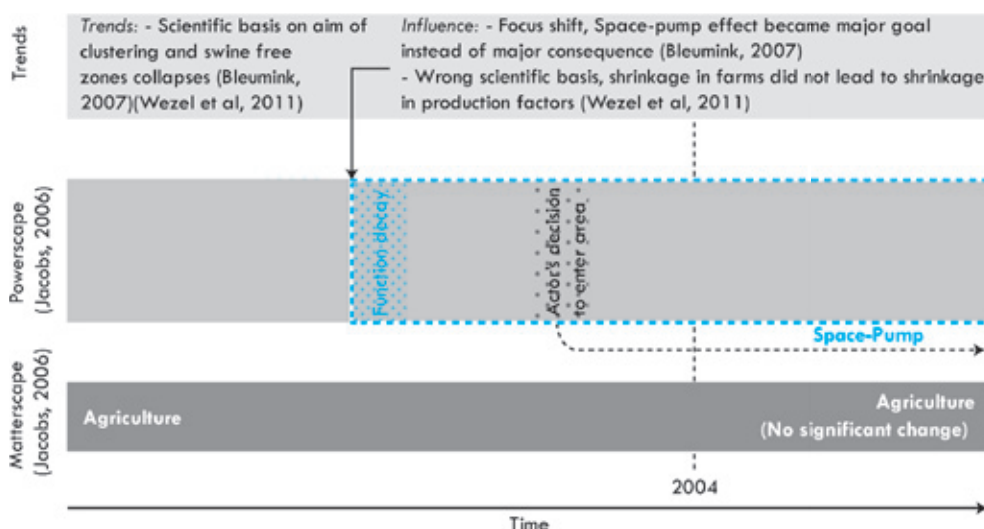 Trends
Trends: - Scientific basis on aim of
clustering and swine free
zones collapses (Bleumink,
2007)(Wezel et al, 2011)
Influence: - Focus shift, Space-pump effect became major goal
instead of major consequence (Bleumink, 2007)
- Wrong scientific basis, shrinkage in farms did not lead to shrinkage
in production factors (Wezel et al, 2011)
Powerscape
(Jacobs, 2006)
Function decay
Actor's decision
to enter area
Space-Pump
Matterscape
(Jacobs, 2006)
Agriculture
Agriculture
(No significant change)
2004
Time